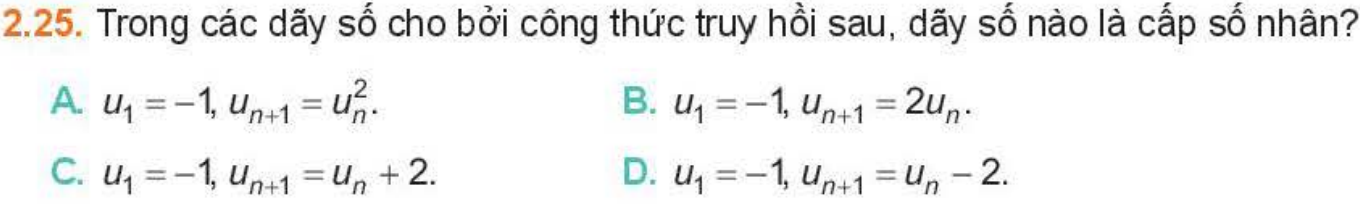 2.25. Trong các dãy số cho bởi công thức truy hồi sau, dãy số nào là cấp số nhân?
A. u₁ = −1, uₙ₊₁ = uₙ².
B. u₁ = −1, uₙ₊₁ = 2uₙ.
C. u₁ = −1, uₙ₊₁ = uₙ + 2.
D. u₁ = −1, uₙ₊₁ = uₙ − 2.